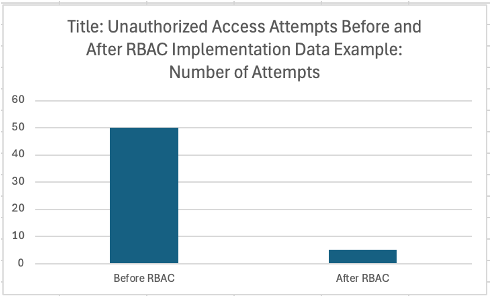 Title: Unauthorized Access Attempts Before and
After RBAC Implementation Data Example:
Number of Attempts
60
50
40
30
20
10
0
Before RBAC
After RBAC